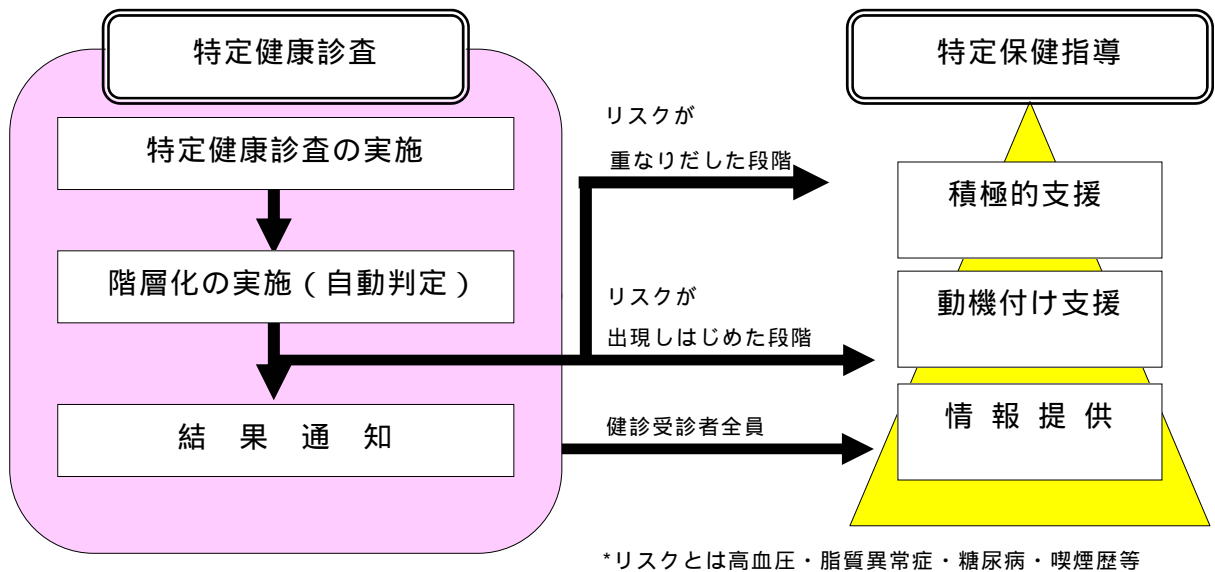 特定健康診査
特定健康診査の実施
階層化の実施（自動判定）
結果通知
リスクが
重なりだした段階
リスクが
出現しはじめた段階
健診受診者全員
特定保健指導
積極的支援
動機付け支援
情報提供
*リスクとは高血圧・脂質異常症・糖尿病・喫煙歴等